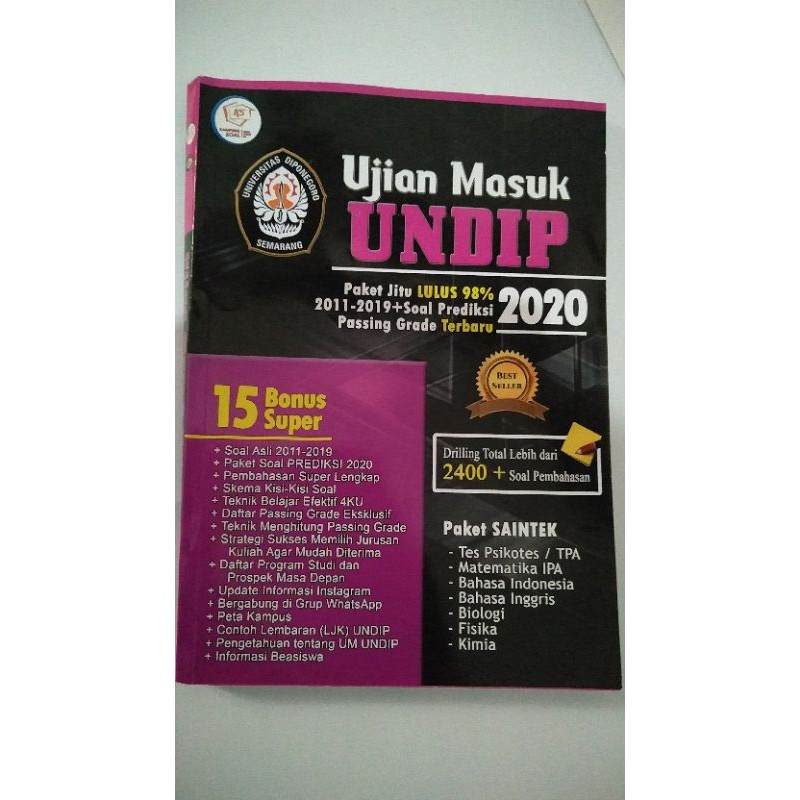 KS
KAMPUNG
SOAL
UNIVERSITAS DIPONEGORO
SEMARANG
Ujian Masuk
UNDIP
Paket Jitu LULUS 98%
2011-2019+Soal Prediksi
Passing Grade Terbaru
2020
BEST
SELLER
15 Bonus
Super
+ Soal Asli 2011-2019
+ Paket Soal PREDIKSI 2020
+ Pembahasan Super Lengkap
+ Skema Kisi-Kisi Soal
+ Teknik Belajar Efektif 4KU
+ Daftar Passing Grade Eksklusif
+ Teknik Menghitung Passing Grade
+ Strategi Sukses Memilih Jurusan
Kuliah Agar Mudah Diterima
+ Daftar Program Studi dan
Prospek Masa Depan
+ Update Informasi Instagram
+ Bergabung di Grup WhatsApp
+ Peta Kampus
+ Contoh Lembaran (LJK) UNDIP
+ Pengetahuan tentang UM UNDIP
+ Informasi Beasiswa
Drilling Total Lebih dari
2400 + Soal Pembahasan
Paket SAINTEK
- Tes Psikotes / TPA
- Matematika IPA
- Bahasa Indonesia
- Bahasa Inggris
- Biologi
- Fisika
- Kimia